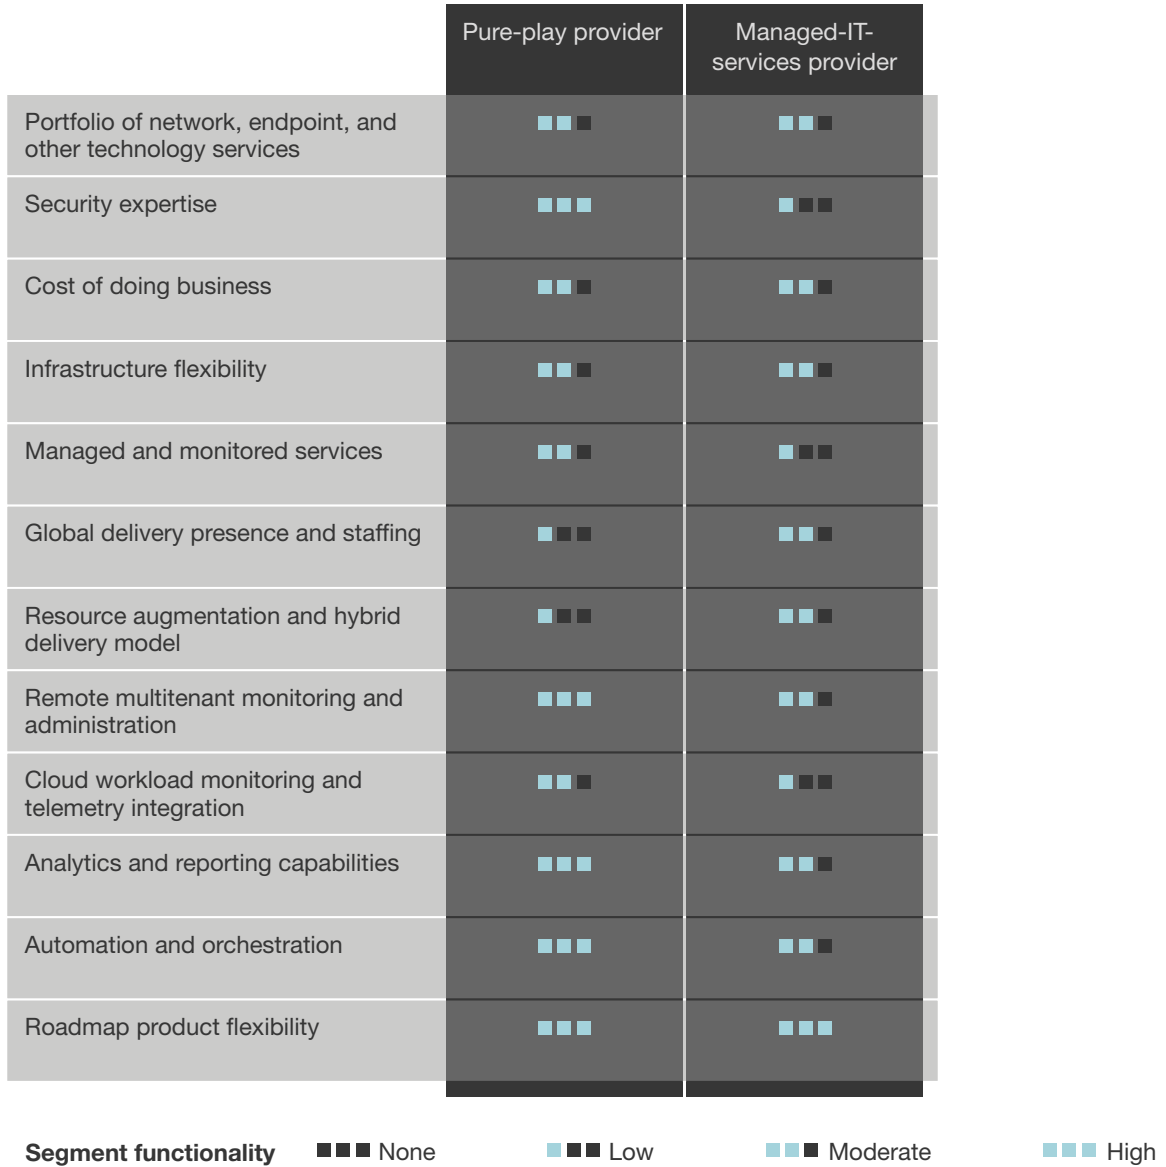 Pure-play provider
Managed-IT-
services provider
Portfolio of network, endpoint, and
other technology services
Security expertise
Cost of doing business
Infrastructure flexibility
Managed and monitored services
Global delivery presence and staffing
Resource augmentation and hybrid
delivery model
Remote multitenant monitoring and
administration
Cloud workload monitoring and
telemetry integration
Analytics and reporting capabilities
Automation and orchestration
Roadmap product flexibility
Segment functionality None Low Moderate High